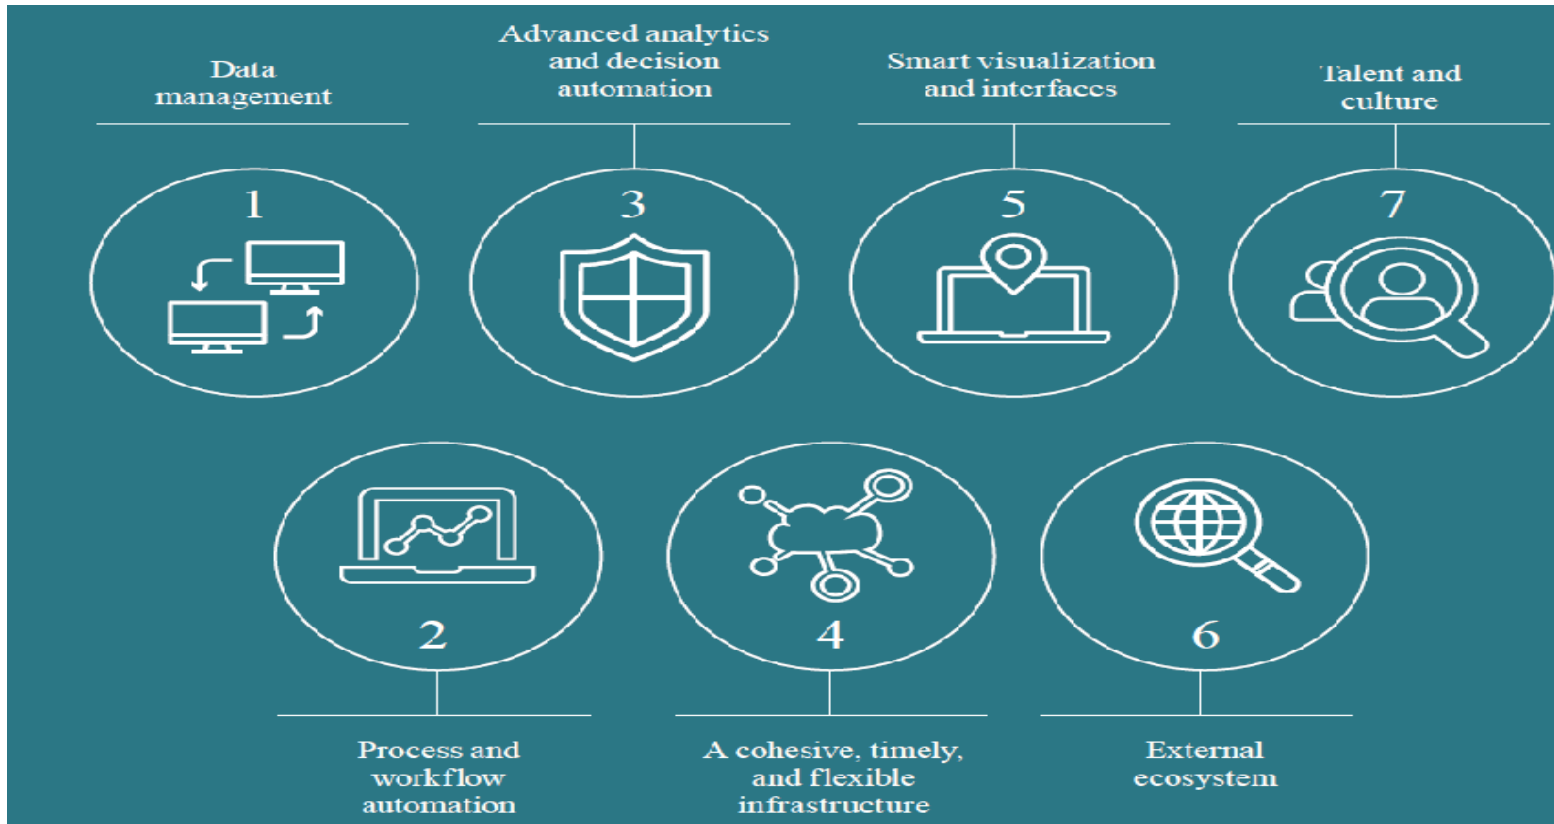 Data
management
1
Process and
workflow
automation
2
Advanced analytics
and decision
automation
3
A cohesive, timely,
and flexible
infrastructure
4
Smart visualization
and interfaces
5
External
ecosystem
6
Talent and
culture
7